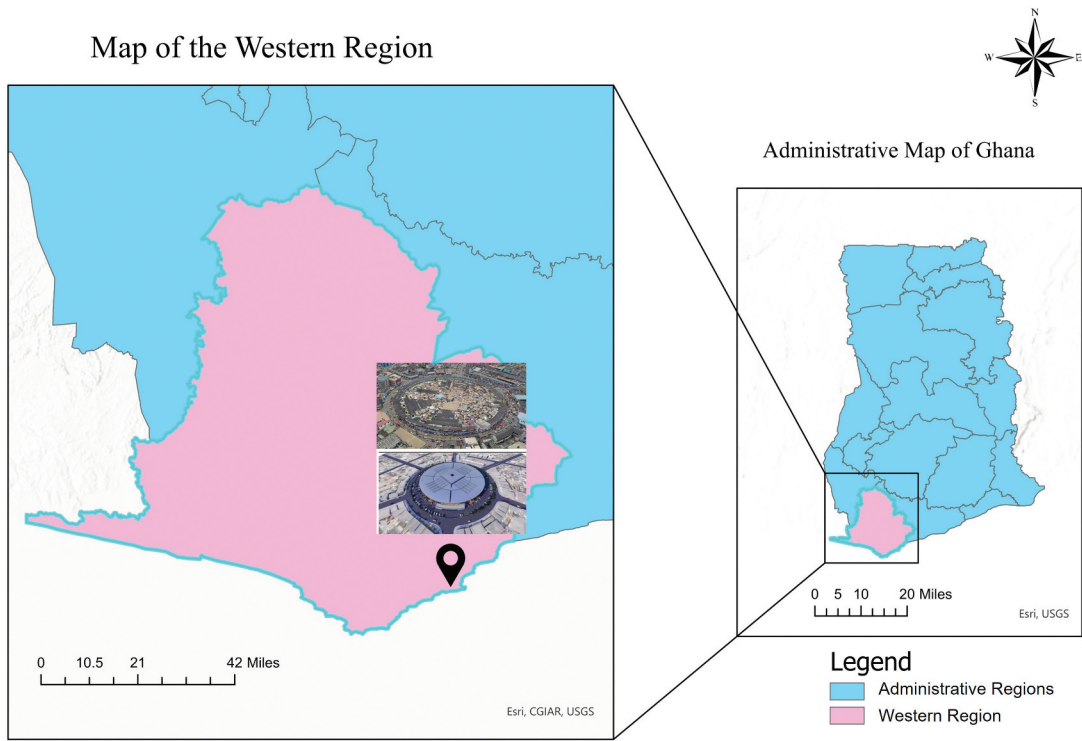 Map of the Western Region
N
W
E
S
Administrative Map of Ghana
0 10.5 21 42 Miles
Esri, CGIAR, USGS
0 5 10 20 Miles
Esri, USGS
Legend
Administrative Regions
Western Region